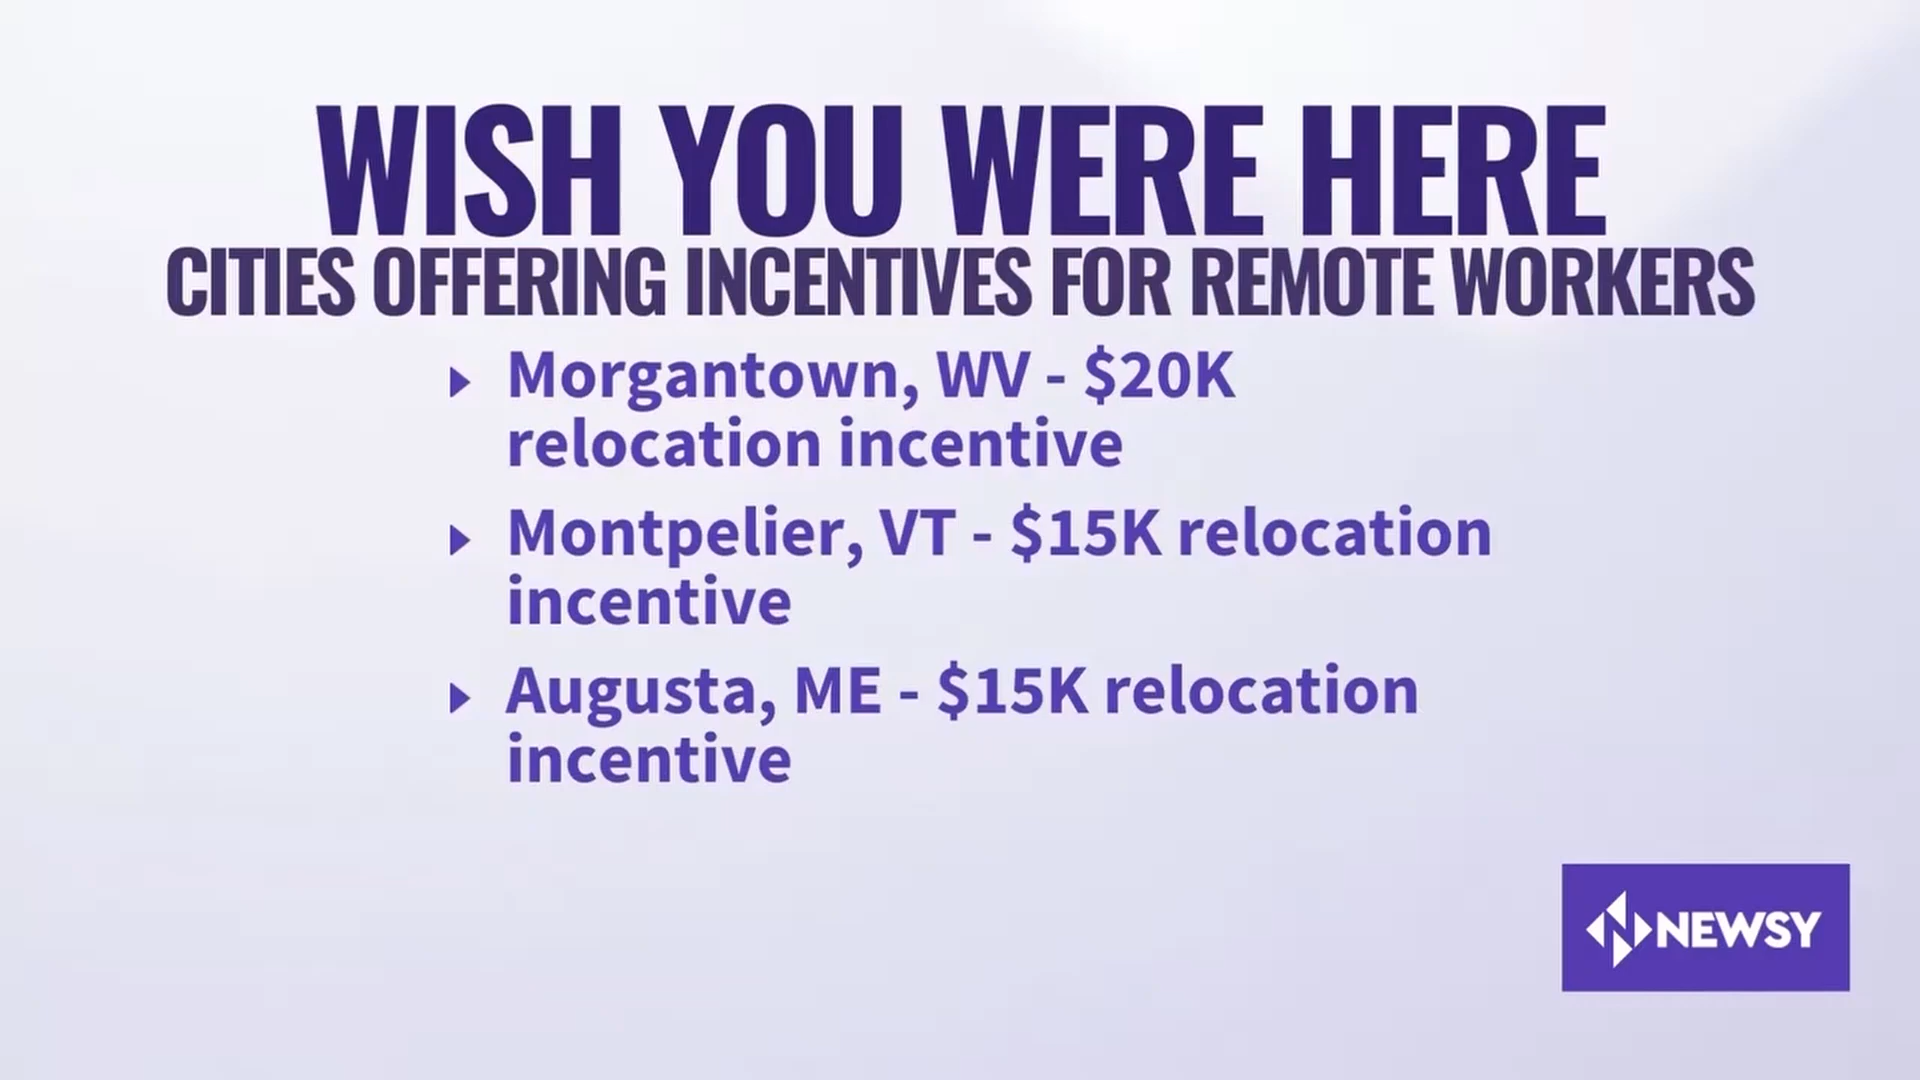 WISH YOU WERE HERE
CITIES OFFERING INCENTIVES FOR REMOTE WORKERS
Morgantown, WV - $20K
relocation incentive
Montpelier, VT - $15K relocation
incentive
Augusta, ME - $15K relocation
incentive
NEWSY